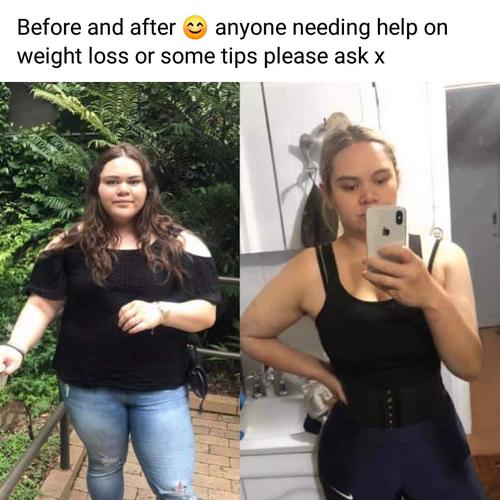 Before and after 😊 anyone needing help on
weight loss or some tips please ask x